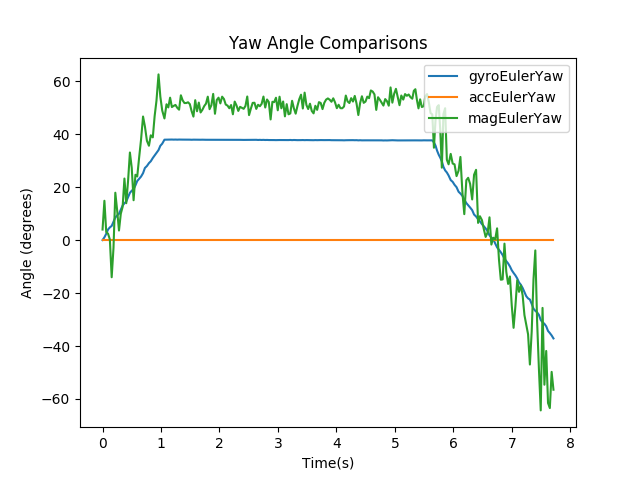 Yaw Angle Comparisons
gyroEulerYaw
accEulerYaw
magEulerYaw
60
40
20
0
−20
−40
−60
Angle (degrees)
0 1 2 3 4 5 6 7 8
Time(s)